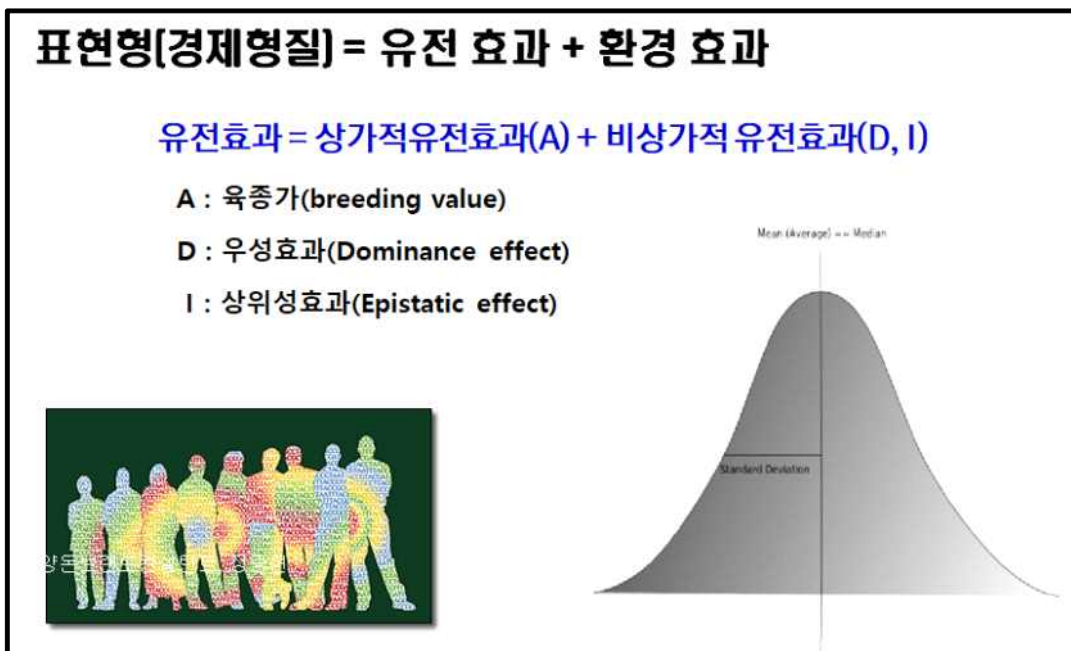 표현형(경제형질) = 유전 효과 + 환경 효과
유전효과 = 상가적유전효과(A) + 비상가적 유전효과(D, I)
A : 육종가(breeding value)
D : 우성효과(Dominance effect)
I : 상위성효과(Epistatic effect)
Mean (Average) == Median
Standard Deviation